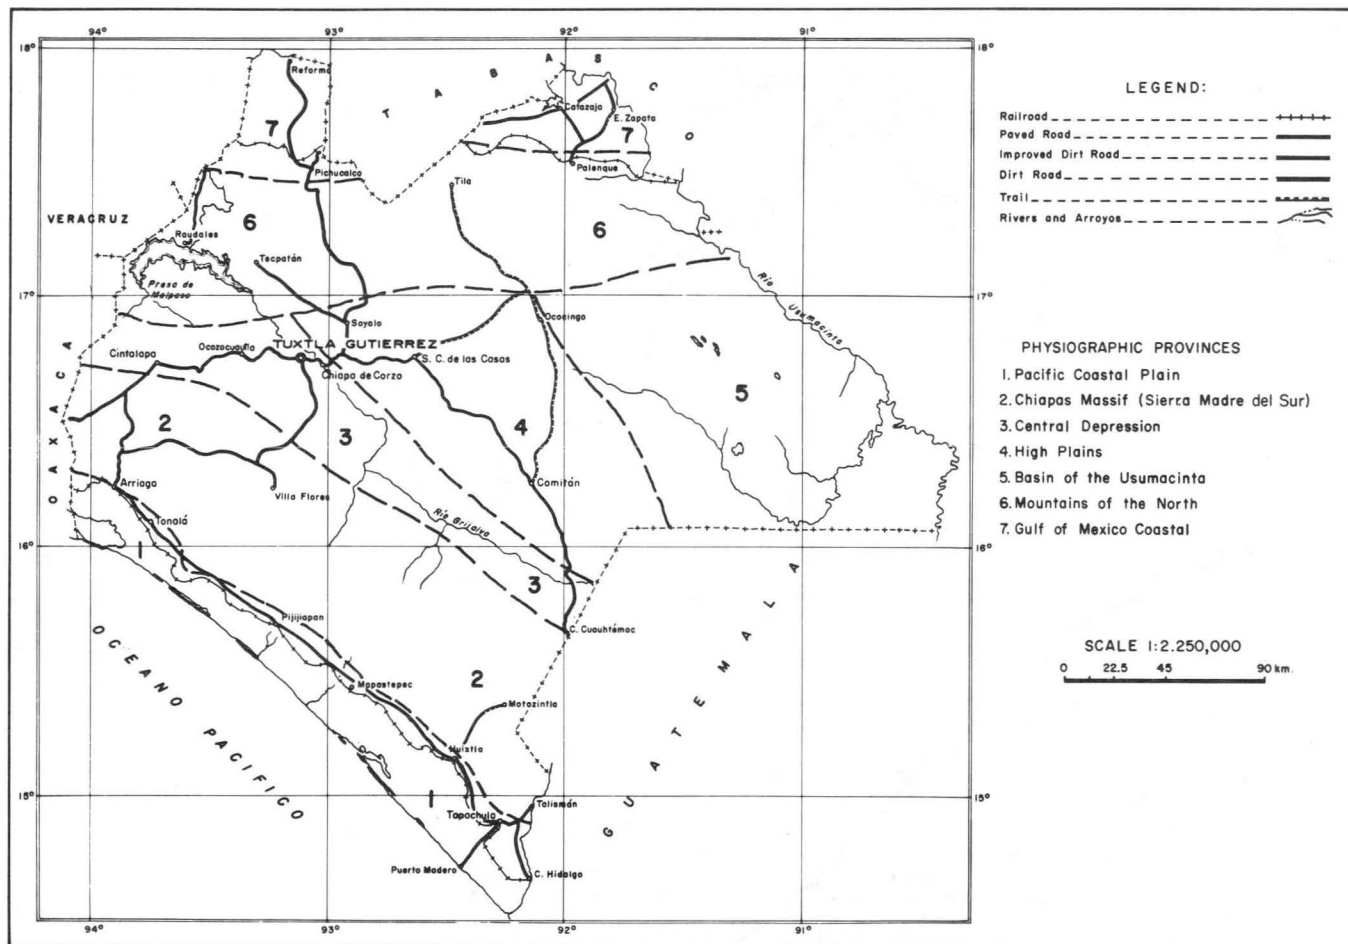 94°
93°
92°
91°
18°
18°
Reforma
TABASCO
Catazaja
E. Zapata
7
7
Pichucalco
Palenque
Tila
VERACRUZ
6
6
Raudales
Tecpatán
Presa de
Malpaso
Río Usumacinta
17°
17°
Ocosingo
Soyalo
TUXTLA GUTIERREZ
Cintalapa
Ocozocuautla
S. C. de las Casas
Chiapa de Corzo
OAXACA
2
3
4
5
Comitán
Arriaga
Villa Flores
Tonalá
Río Grijalva
1
16°
16°
3
C. Cuauhtémoc
Pijijiapan
OCEANO PACIFICO
GUATEMALA
2
Mapastepec
Motozintla
Huixtla
15°
15°
1
Talismán
Tapachula
Puerto Madero
C. Hidalgo
94°
93°
92°
91°
LEGEND:
Railroad
Paved Road
Improved Dirt Road
Dirt Road
Trail
Rivers and Arroyos
PHYSIOGRAPHIC PROVINCES
1. Pacific Coastal Plain
2. Chiapas Massif (Sierra Madre del Sur)
3. Central Depression
4. High Plains
5. Basin of the Usumacinta
6. Mountains of the North
7. Gulf of Mexico Coastal
SCALE 1:2.250,000
0 22.5 45 90 km.